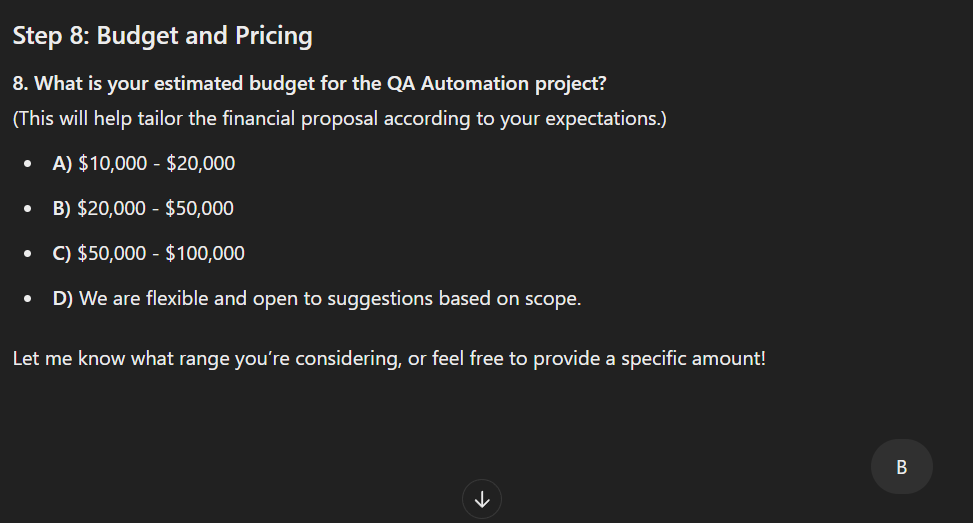 Step 8: Budget and Pricing
8. What is your estimated budget for the QA Automation project?
(This will help tailor the financial proposal according to your expectations.)
• A) $10,000 - $20,000
• B) $20,000 - $50,000
• C) $50,000 - $100,000
• D) We are flexible and open to suggestions based on scope.
Let me know what range you’re considering, or feel free to provide a specific amount!
B